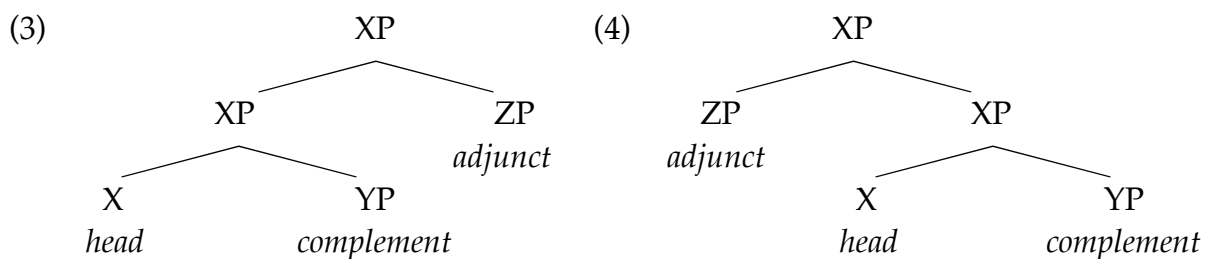 (3) XP (4) XP
XP ZP ZP XP
adjunct adjunct
X YP X YP
head complement head complement